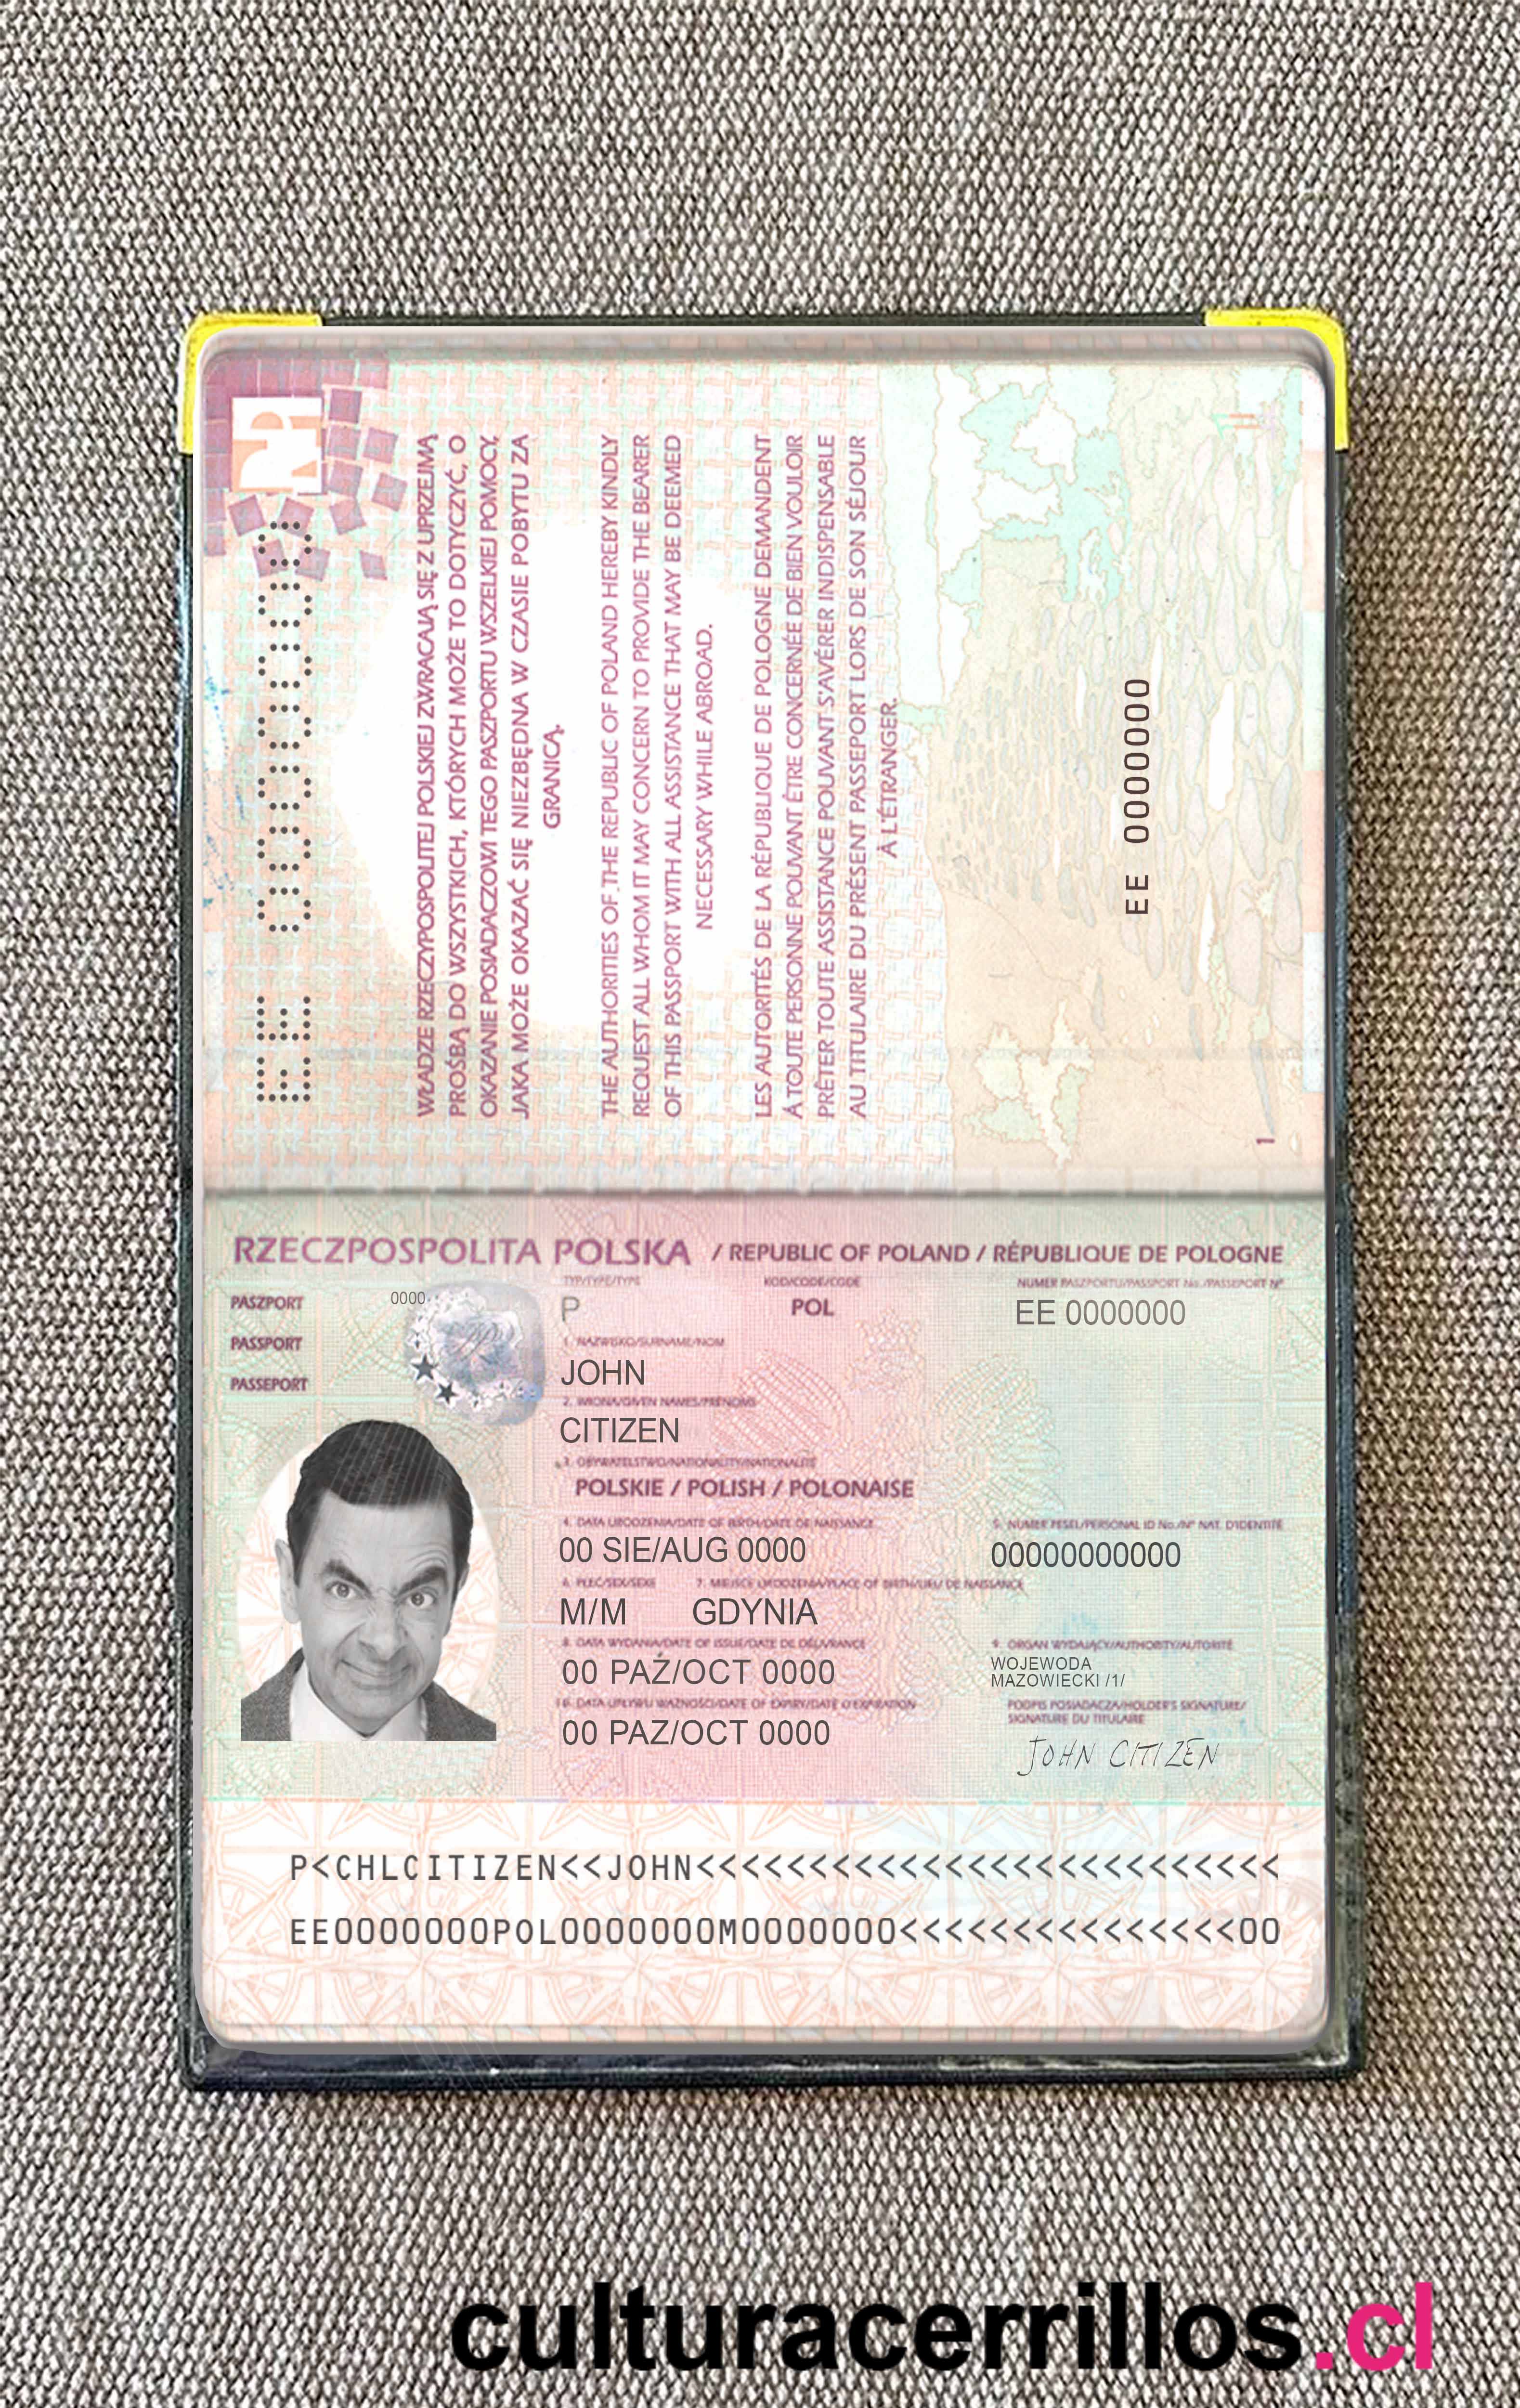 EE 0000000
WŁADZE RZECZYPOSPOLITEJ POLSKIEJ ZWRACAJĄ SIĘ Z UPRZEJMĄ
PROŚBĄ DO WSZYSTKICH, KTÓRYCH MOŻE TO DOTYCZYĆ, O
OKAZANIE POSIADACZOWI TEGO PASZPORTU WSZELKIEJ POMOCY,
JAKA MOŻE OKAZAĆ SIĘ NIEZBĘDNA W CZASIE POBYTU ZA
GRANICĄ.
THE AUTHORITIES OF THE REPUBLIC OF POLAND HEREBY KINDLY
REQUEST ALL WHOM IT MAY CONCERN TO PROVIDE THE BEARER
OF THIS PASSPORT WITH ALL ASSISTANCE THAT MAY BE DEEMED
NECESSARY WHILE ABROAD.
LES AUTORITÉS DE LA RÉPUBLIQUE DE POLOGNE DEMANDENT
À TOUTE PERSONNE POUVANT ÊTRE CONCERNÉE DE BIEN VOULOIR
PRÊTER TOUTE ASSISTANCE POUVANT S'AVÉRER INDISPENSABLE
AU TITULAIRE DU PRÉSENT PASSEPORT LORS DE SON SÉJOUR
À L'ÉTRANGER.
EE 0000000
1
RZECZPOSPOLITA POLSKA / REPUBLIC OF POLAND / RÉPUBLIQUE DE POLOGNE
TYP/TYPE/TYPE KOD/CODE/CODE NUMER PASZPORTU/PASSPORT No./PASSEPORT Nº
PASZPORT 0000 P POL EE 0000000
PASSPORT 1. NAZWISKO/SURNAME/NOM
PASSEPORT JOHN
2. IMIONA/GIVEN NAMES/PRÉNOMS
CITIZEN
3. OBYWATELSTWO/NATIONALITY/NATIONALITÉ
POLSKIE / POLISH / POLONAISE
4. DATA URODZENIA/DATE OF BIRTH/DATE DE NAISSANCE 5. NUMER PESEL/PERSONAL ID No./Nº NAT. D'IDENTITÉ
00 SIE/AUG 0000 00000000000
6. PŁEĆ/SEX/SEXE 7. MIEJSCE URODZENIA/PLACE OF BIRTH/LIEU DE NAISSANCE
M/M GDYNIA
8. DATA WYDANIA/DATE OF ISSUE/DATE DE DÉLIVRANCE 9. ORGAN WYDAJĄCY/AUTHORITY/AUTORITÉ
00 PAŻ/OCT 0000 WOJEWODA
MAZOWIECKI /1/
10. DATA UPŁYWU WAŻNOŚCI/DATE OF EXPIRY/DATE D'EXPIRATION PODPIS POSIADACZA/HOLDER'S SIGNATURE/
SIGNATURE DU TITULAIRE
00 PAZ/OCT 0000 JOHN CITIZEN
P<CHLCITIZEN<<JOHN<<<<<<<<<<<<<<<<<<<<<<<<<<
EE0000000POL0000000M0000000<<<<<<<<<<<<<<<00
culturacerrillos.cl